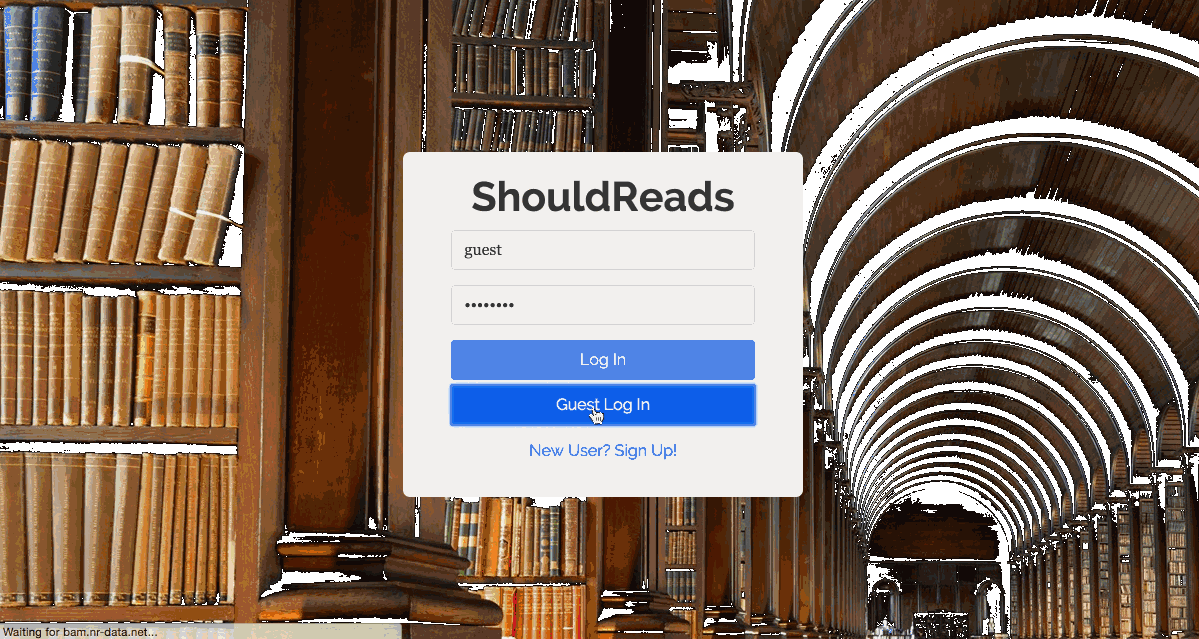 ShouldReads
guest
••••••••
Log In
Guest Log In
New User? Sign Up!
Waiting for bam.nr-data.net...